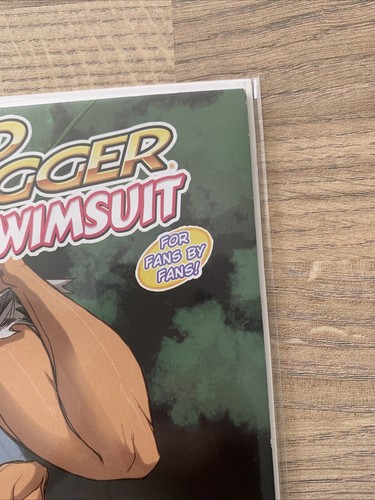 GGER.
WIMSUIT
FOR
FANS BY
FANS!